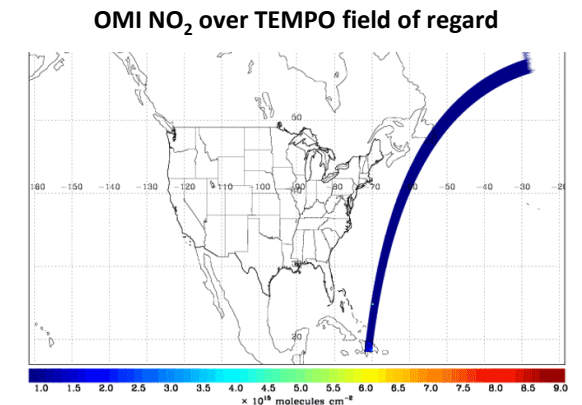 OMI NO₂ over TEMPO field of regard
50
160 -150 -140 -130 -120 -110 -100 -90 -80 -70 -60 -50 -40 -30 -20
20
1.0 1.5 2.0 2.5 3.0 3.5 4.0 4.5 5.0 5.5 6.0 6.5 7.0 7.5 8.0 8.5 9.0
× 10¹⁵ molecules cm⁻²